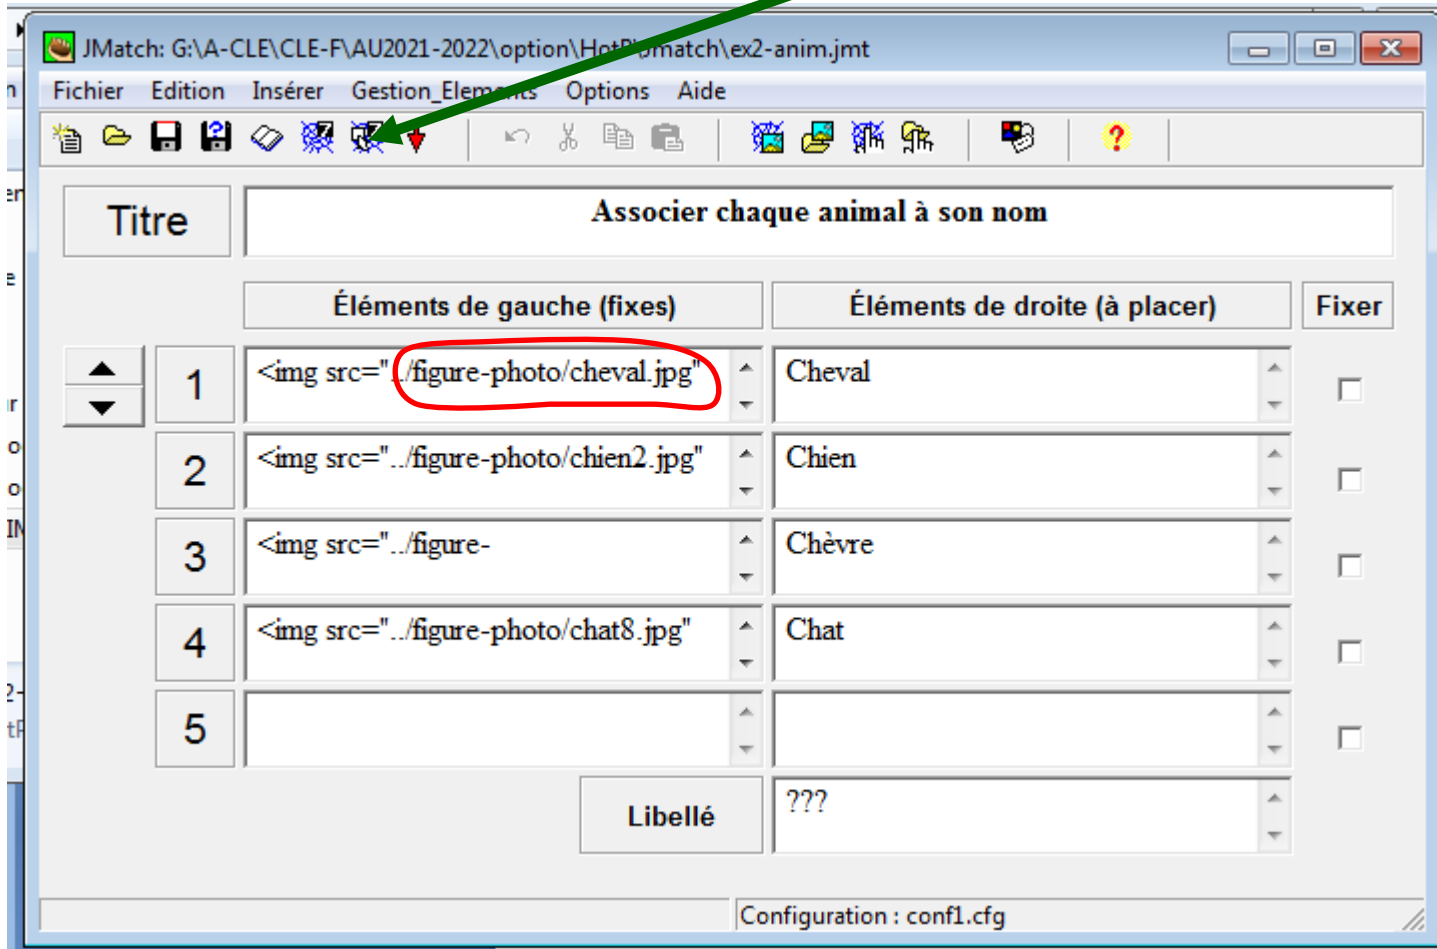 JMatch: G:\A-CLE\CLE-F\AU2021-2022\option\HotP\Jmatch\ex2-anim.jmt
Fichier Edition Insérer Gestion_Elements Options Aide
Titre Associer chaque animal à son nom
Éléments de gauche (fixes) Éléments de droite (à placer) Fixer
1 <img src="../figure-photo/cheval.jpg" Cheval
2 <img src="../figure-photo/chien2.jpg" Chien
3 <img src="../figure- Chèvre
4 <img src="../figure-photo/chat8.jpg" Chat
5
Libellé ???
Configuration : conf1.cfg